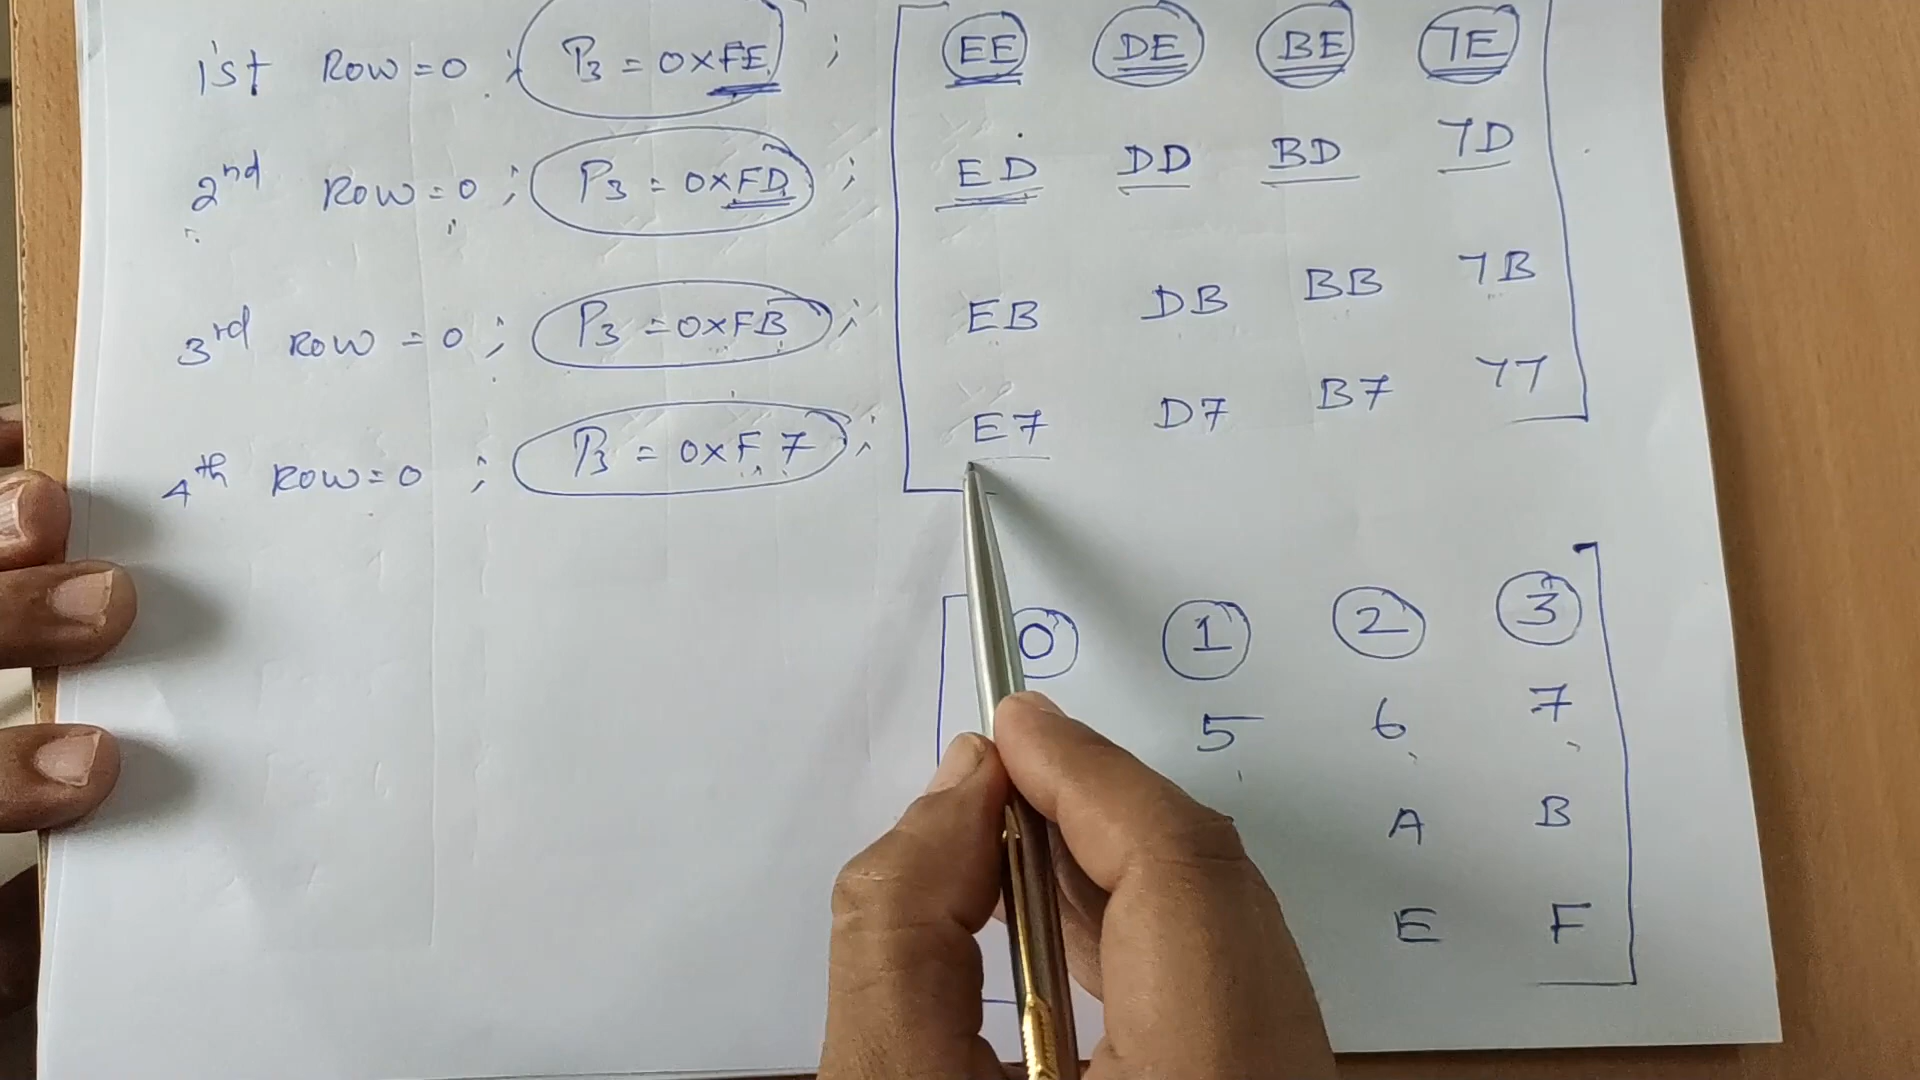 1st Row=0 ; P3 = 0xFE ; EE DE BE 7E
2nd Row=0 ; P3 = 0xFD ; ED DD BD 7D
3rd Row=0 ; P3 = 0xFB ; EB DB BB 7B
4th Row=0 ; P3 = 0xF7 ; E7 D7 B7 77
0 1 2 3
5 6 7
A B
E F